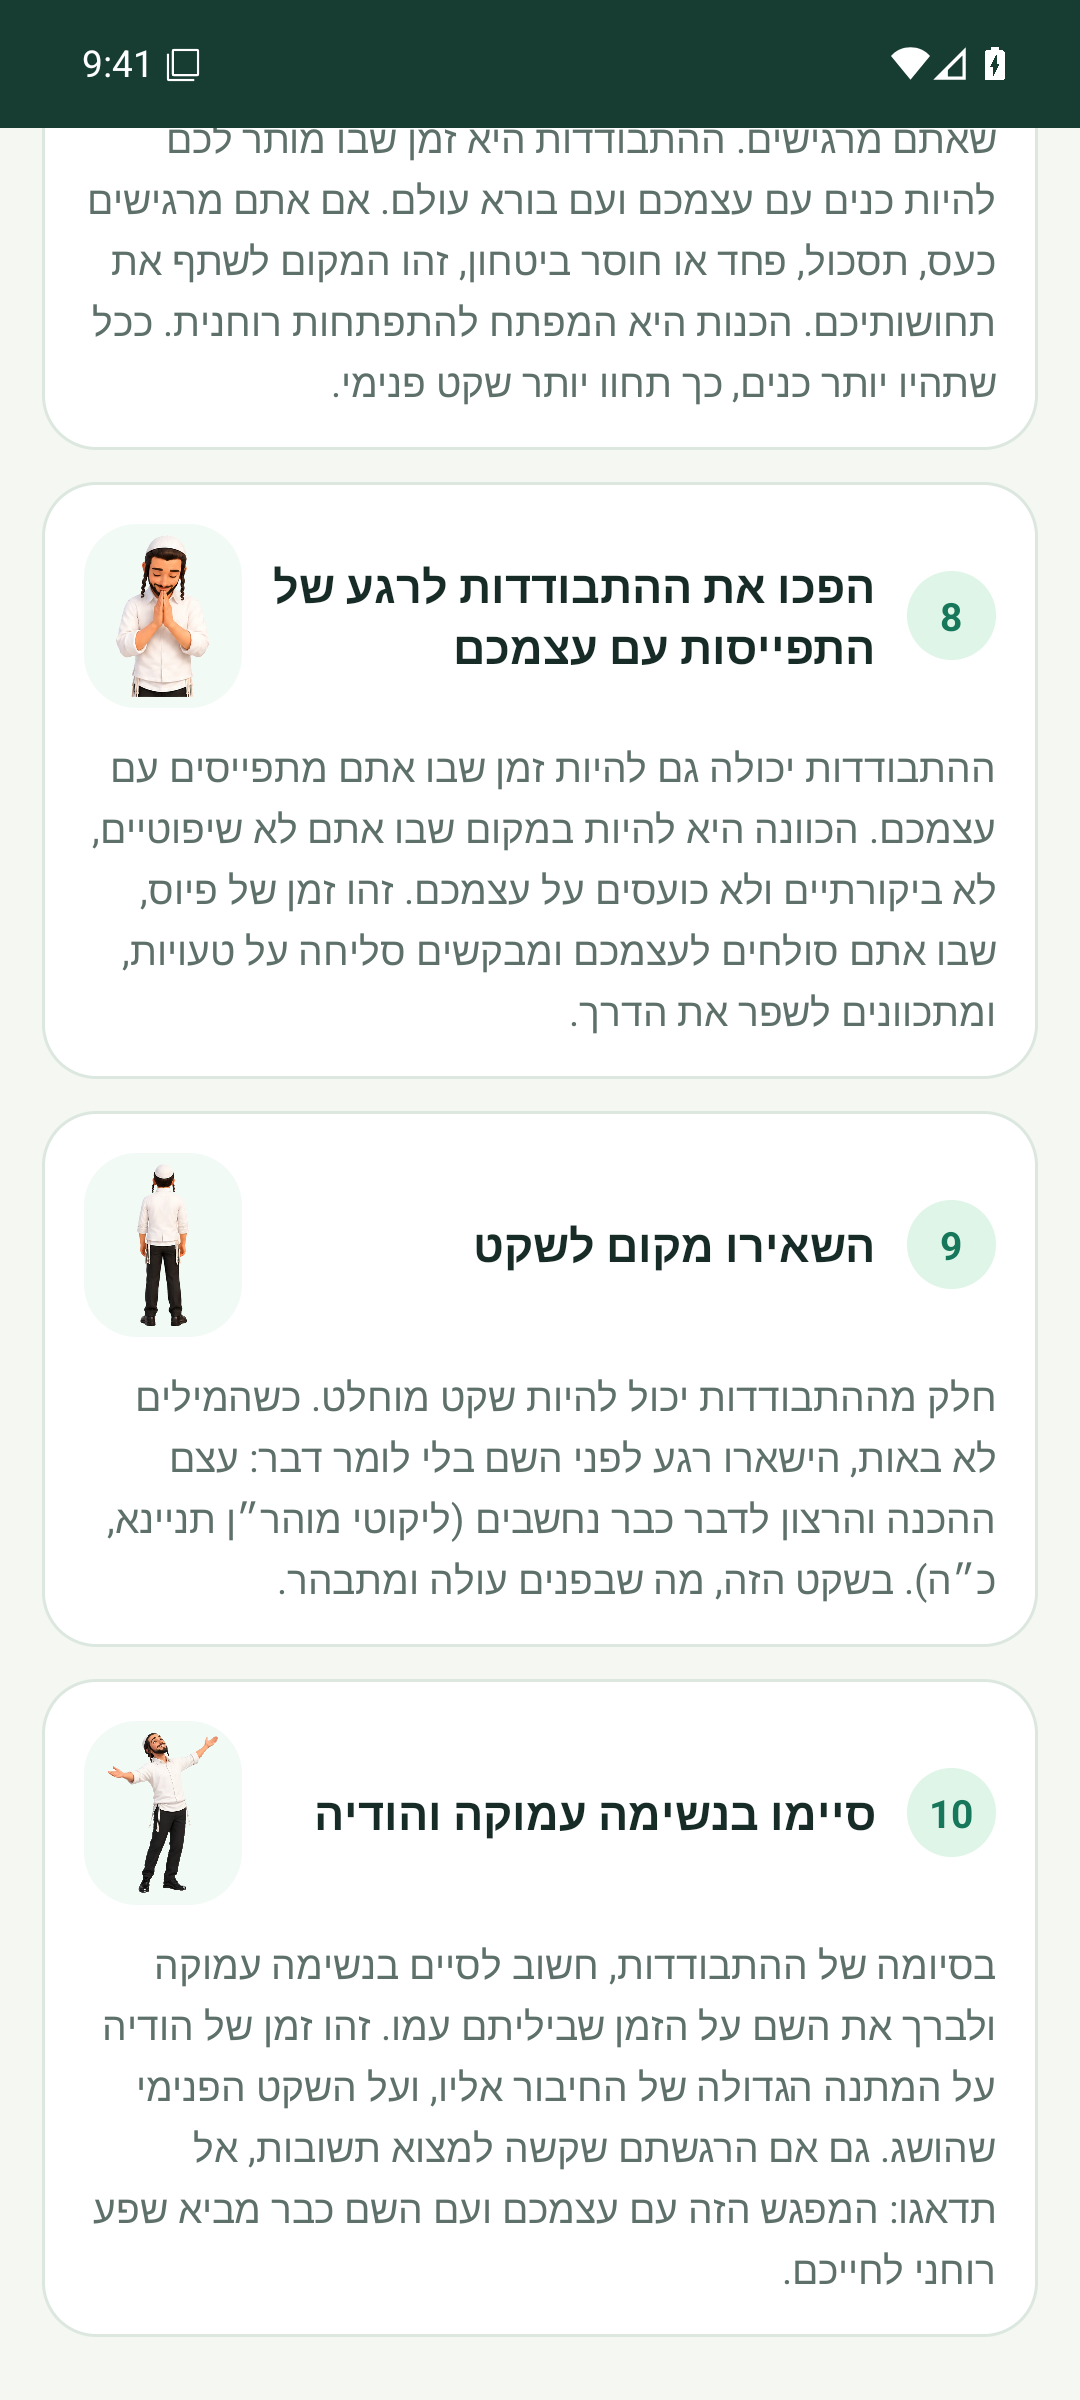 9:41
שאתם מרגישים. ההתבודדות היא זמן שבו מותר לכם
להיות כנים עם עצמכם ועם בורא עולם. אם אתם מרגישים
כעס, תסכול, פחד או חוסר ביטחון, זהו המקום לשתף את
תחושותיכם. הכנות היא המפתח להתפתחות רוחנית. ככל
שתהיו יותר כנים, כך תחוו יותר שקט פנימי.
8
הפכו את ההתבודדות לרגע של
התפייסות עם עצמכם
ההתבודדות יכולה גם להיות זמן שבו אתם מתפייסים עם
עצמכם. הכוונה היא להיות במקום שבו אתם לא שיפוטיים,
לא ביקורתיים ולא כועסים על עצמכם. זהו זמן של פיוס,
שבו אתם סולחים לעצמכם ומבקשים סליחה על טעויות,
ומתכוונים לשפר את הדרך.
9
השאירו מקום לשקט
חלק מההתבודדות יכול להיות שקט מוחלט. כשהמילים
לא באות, הישארו רגע לפני השם בלי לומר דבר: עצם
ההכנה והרצון לדבר כבר נחשבים (ליקוטי מוהר״ן תניינא,
כ״ה). בשקט הזה, מה שבפנים עולה ומתבהר.
10
סיימו בנשימה עמוקה והודיה
בסיומה של ההתבודדות, חשוב לסיים בנשימה עמוקה
ולברך את השם על הזמן שביליתם עמו. זהו זמן של הודיה
על המתנה הגדולה של החיבור אליו, ועל השקט הפנימי
שהושג. גם אם הרגשתם שקשה למצוא תשובות, אל
תדאגו: המפגש הזה עם עצמכם ועם השם כבר מביא שפע
רוחני לחייכם.